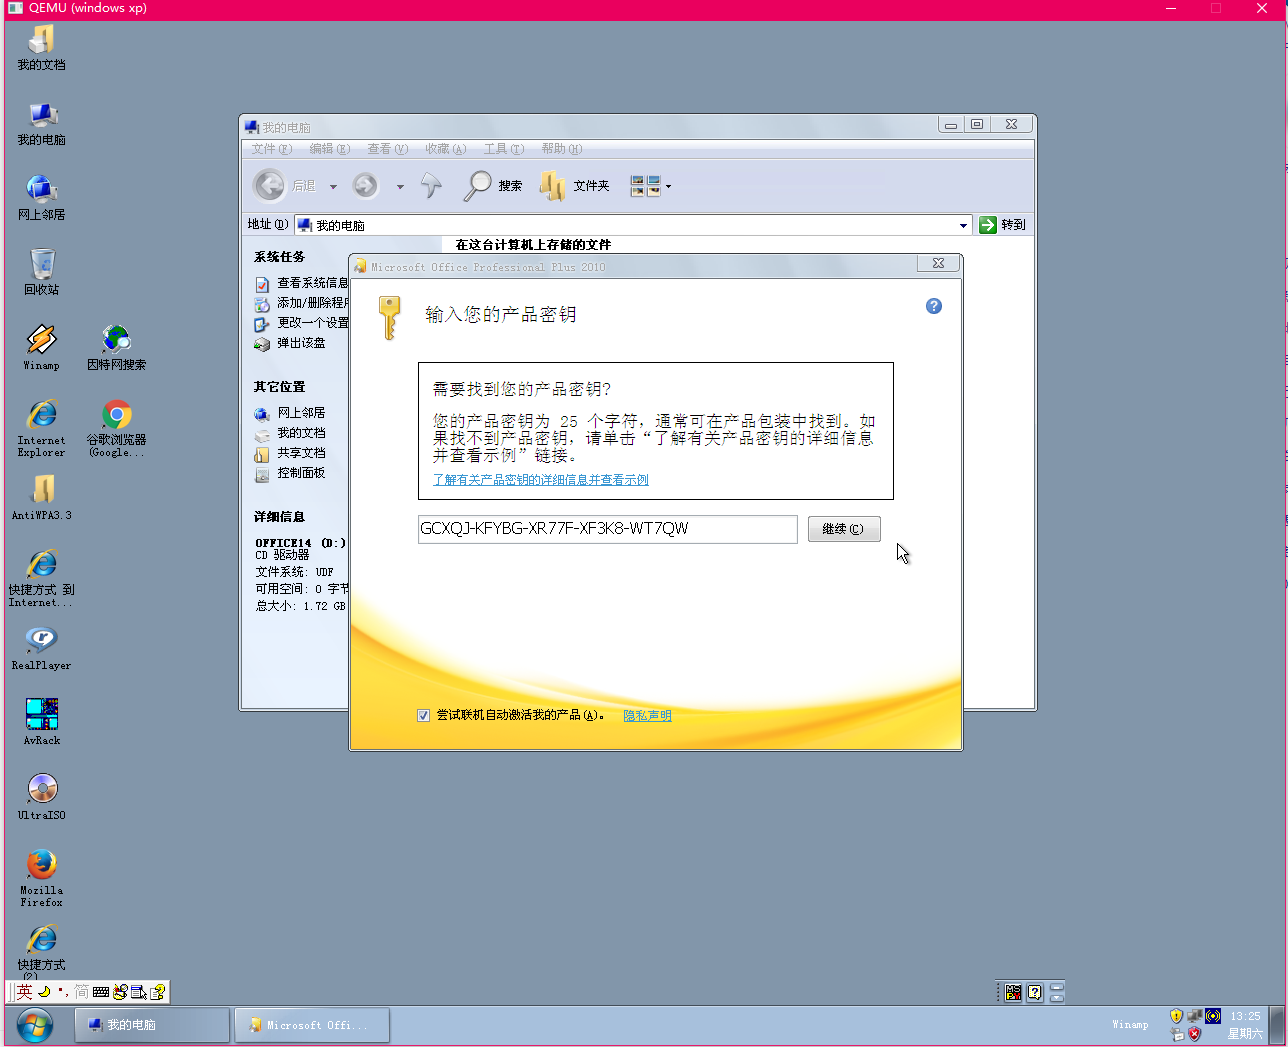 QEMU (windows xp)
我的文档
我的电脑
网上邻居
回收站
Winamp
因特网搜索
Internet
Explorer
谷歌浏览器
(Google...
AntiWPA3.3
快捷方式 到
Internet...
RealPlayer
AvRack
UltraISO
Mozilla
Firefox
快捷方式
(2)
我的电脑
文件(F) 编辑(E) 查看(V) 收藏(A) 工具(T) 帮助(H)
后退 搜索 文件夹
地址(D) 我的电脑 转到
系统任务
查看系统信息
添加/删除程序
更改一个设置
弹出该盘
其它位置
网上邻居
我的文档
共享文档
控制面板
详细信息
OFFICE14 (D:)
CD 驱动器
文件系统: UDF
可用空间: 0 字节
总大小: 1.72 GB
在这台计算机上存储的文件
Microsoft Office Professional Plus 2010
输入您的产品密钥
需要找到您的产品密钥?
您的产品密钥为 25 个字符，通常可在产品包装中找到。如
果找不到产品密钥，请单击“了解有关产品密钥的详细信息
并查看示例”链接。
了解有关产品密钥的详细信息并查看示例
GCXQJ-KFYBG-XR77F-XF3K8-WT7QW
继续(C)
尝试联机自动激活我的产品(A)。 隐私声明
英 简
我的电脑
Microsoft Offi...
Winamp
13:25
星期六